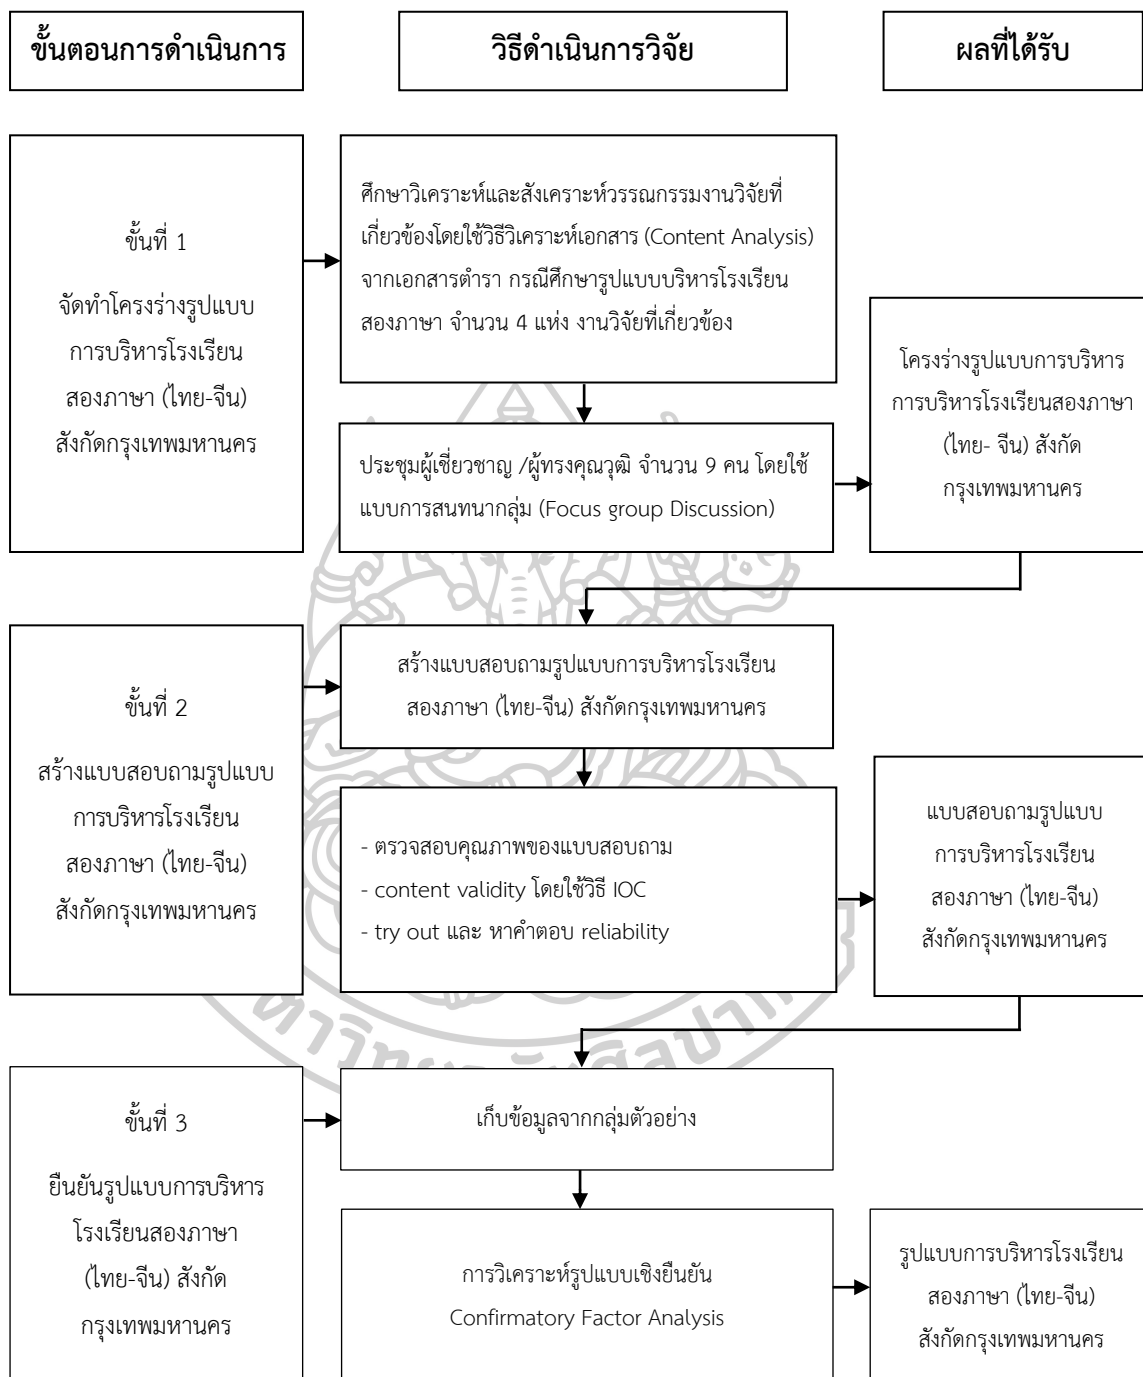 ขั้นตอนการดำเนินการ
วิธีดำเนินการวิจัย
ผลที่ได้รับ
ขั้นที่ 1
จัดทำโครงร่างรูปแบบ
การบริหารโรงเรียน
สองภาษา (ไทย-จีน)
สังกัดกรุงเทพมหานคร
ศึกษาวิเคราะห์และสังเคราะห์วรรณกรรมงานวิจัยที่
เกี่ยวข้องโดยใช้วิธีวิเคราะห์เอกสาร (Content Analysis)
จากเอกสารตำรา กรณีศึกษารูปแบบบริหารโรงเรียน
สองภาษา จำนวน 4 แห่ง งานวิจัยที่เกี่ยวข้อง
ประชุมผู้เชี่ยวชาญ /ผู้ทรงคุณวุฒิ จำนวน 9 คน โดยใช้
แบบการสนทนากลุ่ม (Focus group Discussion)
โครงร่างรูปแบบการบริหาร
การบริหารโรงเรียนสองภาษา
(ไทย- จีน) สังกัด
กรุงเทพมหานคร
ขั้นที่ 2
สร้างแบบสอบถามรูปแบบ
การบริหารโรงเรียน
สองภาษา (ไทย-จีน)
สังกัดกรุงเทพมหานคร
สร้างแบบสอบถามรูปแบบการบริหารโรงเรียน
สองภาษา (ไทย-จีน) สังกัดกรุงเทพมหานคร
- ตรวจสอบคุณภาพของแบบสอบถาม
- content validity โดยใช้วิธี IOC
- try out และ หาคำตอบ reliability
แบบสอบถามรูปแบบ
การบริหารโรงเรียน
สองภาษา (ไทย-จีน)
สังกัดกรุงเทพมหานคร
ขั้นที่ 3
ยืนยันรูปแบบการบริหาร
โรงเรียนสองภาษา
(ไทย-จีน) สังกัด
กรุงเทพมหานคร
เก็บข้อมูลจากกลุ่มตัวอย่าง
การวิเคราะห์รูปแบบเชิงยืนยัน
Confirmatory Factor Analysis
รูปแบบการบริหารโรงเรียน
สองภาษา (ไทย-จีน)
สังกัดกรุงเทพมหานคร